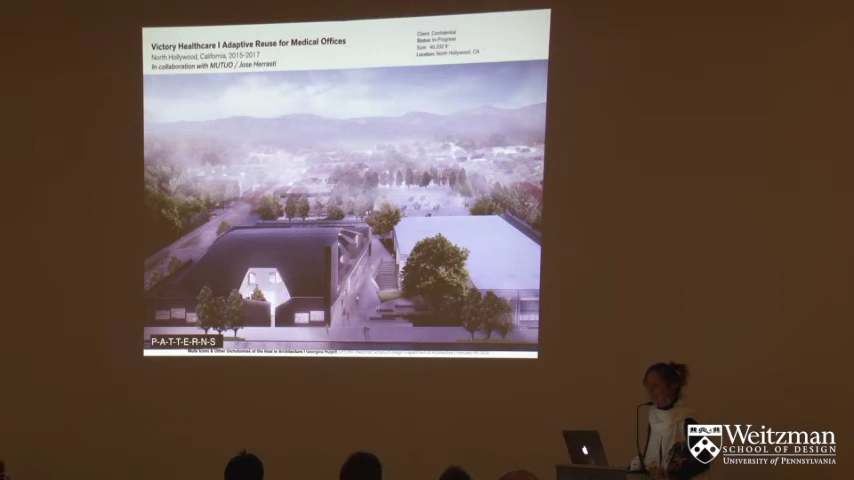 Victory Healthcare I Adaptive Reuse for Medical Offices
North Hollywood, California, 2015-2017
In collaboration with MUTUO / Jose Herrasti
Client: Confidential
Status: In-Progress
Location: North Hollywood, CA
P-A-T-T-E-R-N-S
Weitzman
SCHOOL OF DESIGN
UNIVERSITY of PENNSYLVANIA